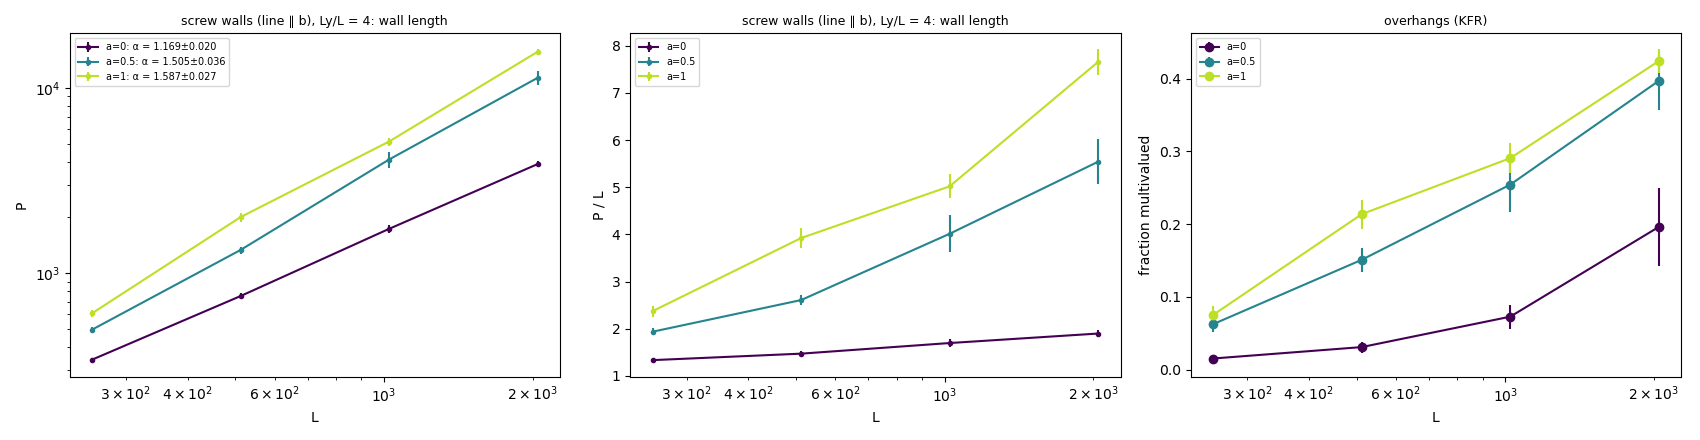 screw walls (line ∥ b), Ly/L = 4: wall length
a=0: α = 1.169±0.020
a=0.5: α = 1.505±0.036
a=1: α = 1.587±0.027
10⁴
10³
P
3 × 10²
4 × 10²
6 × 10²
10³
2 × 10³
L
screw walls (line ∥ b), Ly/L = 4: wall length
a=0
a=0.5
a=1
8
7
6
5
4
3
2
1
P / L
3 × 10²
4 × 10²
6 × 10²
10³
2 × 10³
L
overhangs (KFR)
a=0
a=0.5
a=1
0.4
0.3
0.2
0.1
0.0
fraction multivalued
3 × 10²
4 × 10²
6 × 10²
10³
2 × 10³
L